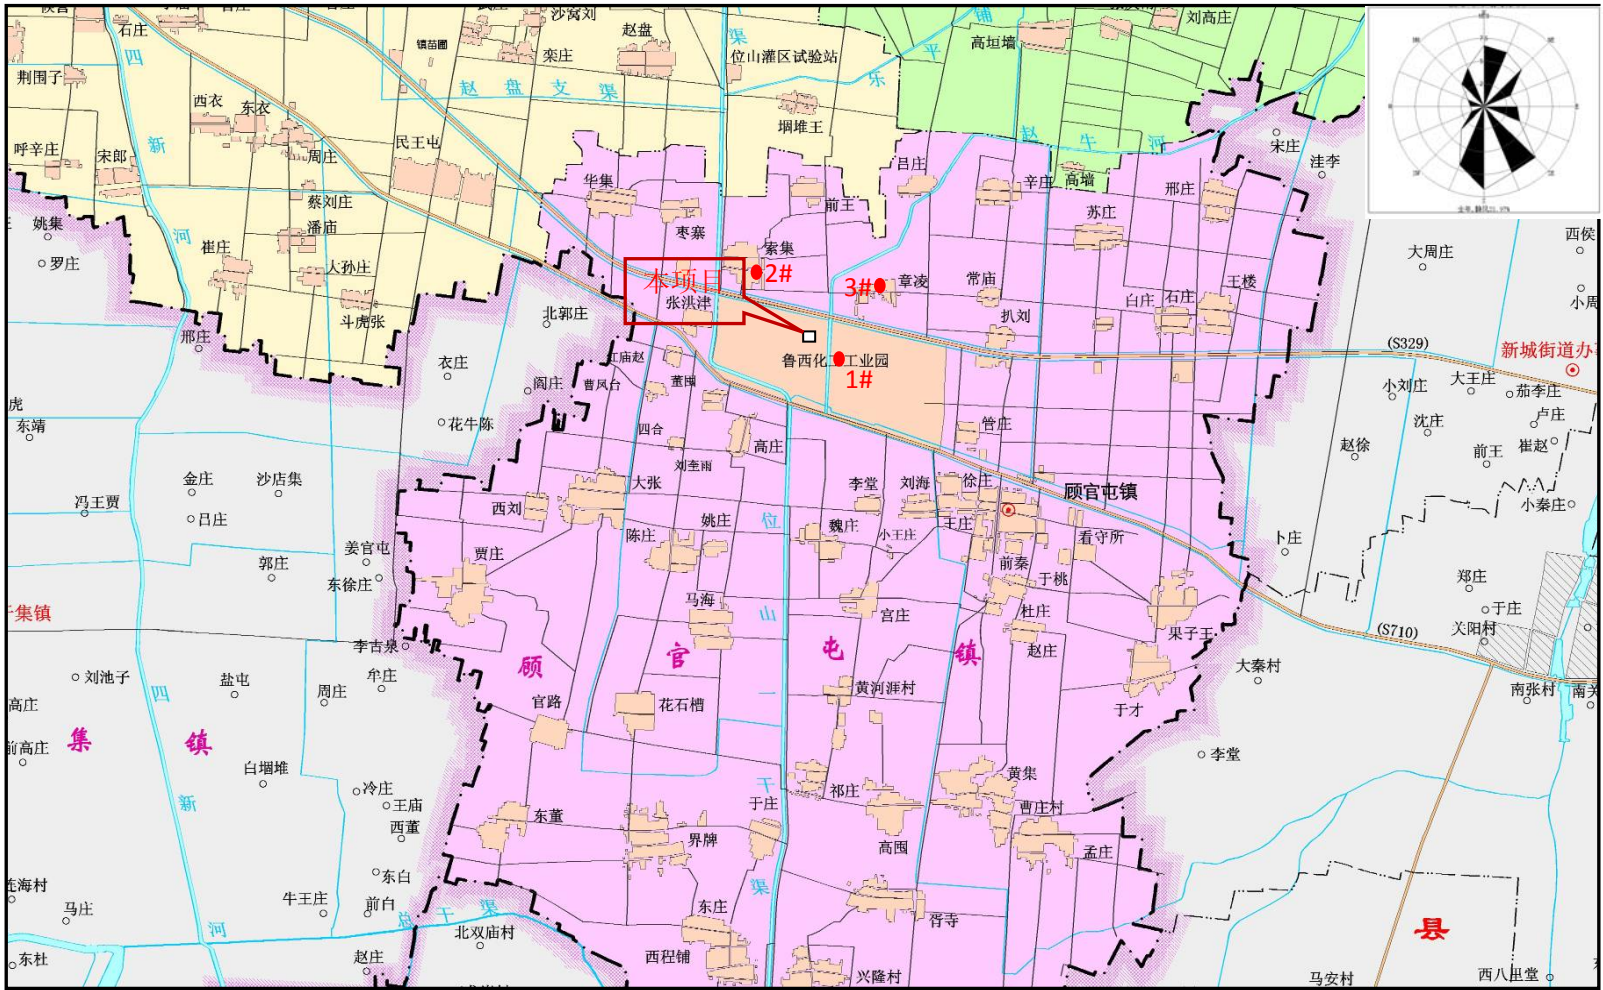 石庄
沙窝刘
赵盘
渠
铺
刘高庄
高垣墙
平
四
镇苗圃
栾庄
位山灌区试验站
乐
荆围子
赵盘支渠
西衣
东衣
堌堆王
新
民王屯
赵牛河
宋庄
呼辛庄
宋郎
周庄
吕庄
洼李
华集
辛庄
高墙
邢庄
蔡刘庄
前王
苏庄
姚集
潘庙
河
枣寨
西侯
崔庄
索集
大周庄
罗庄
大孙庄
本项目
2#
3#
章凌
常庙
王楼
小周
张洪津
白庄
石庄
斗虎张
北郭庄
扒刘
邢庄
(S329)
新城街道办
江庙赵
鲁西化工工业园
衣庄
1#
阎庄
曹凤台
董围
小刘庄
大王庄
茄李庄
虎
东靖
花牛陈
四合
高庄
管庄
沈庄
卢庄
赵徐
前王
崔赵
刘奎雨
金庄
沙店集
大张
李堂
刘海
徐庄
顾官屯镇
冯王贾
西刘
小秦庄
吕庄
姚庄
位
魏庄
小王庄
王庄
陈庄
看守所
卜庄
姜官屯
贾庄
郭庄
前秦
东徐庄
于桃
郑庄
集镇
马海
山
宫庄
杜庄
于庄
果子王
(S710)
关阳村
李古泉
顾官屯镇
赵庄
大秦村
刘池子
四
盐屯
周庄
牟庄
黄河涯村
南张村
南关
高庄
官路
花石槽
一
于才
集镇
前高庄
李堂
白堌堆
黄集
冷庄
干
祁庄
新
王庙
于庄
曹庄村
西董
东董
界牌
高围
孟庄
东白
连海村
渠
牛王庄
前白
马庄
总干渠
东庄
胥寺
河
北双庙村
县
东杜
赵庄
西程铺
兴隆村
马安村
西八里堂